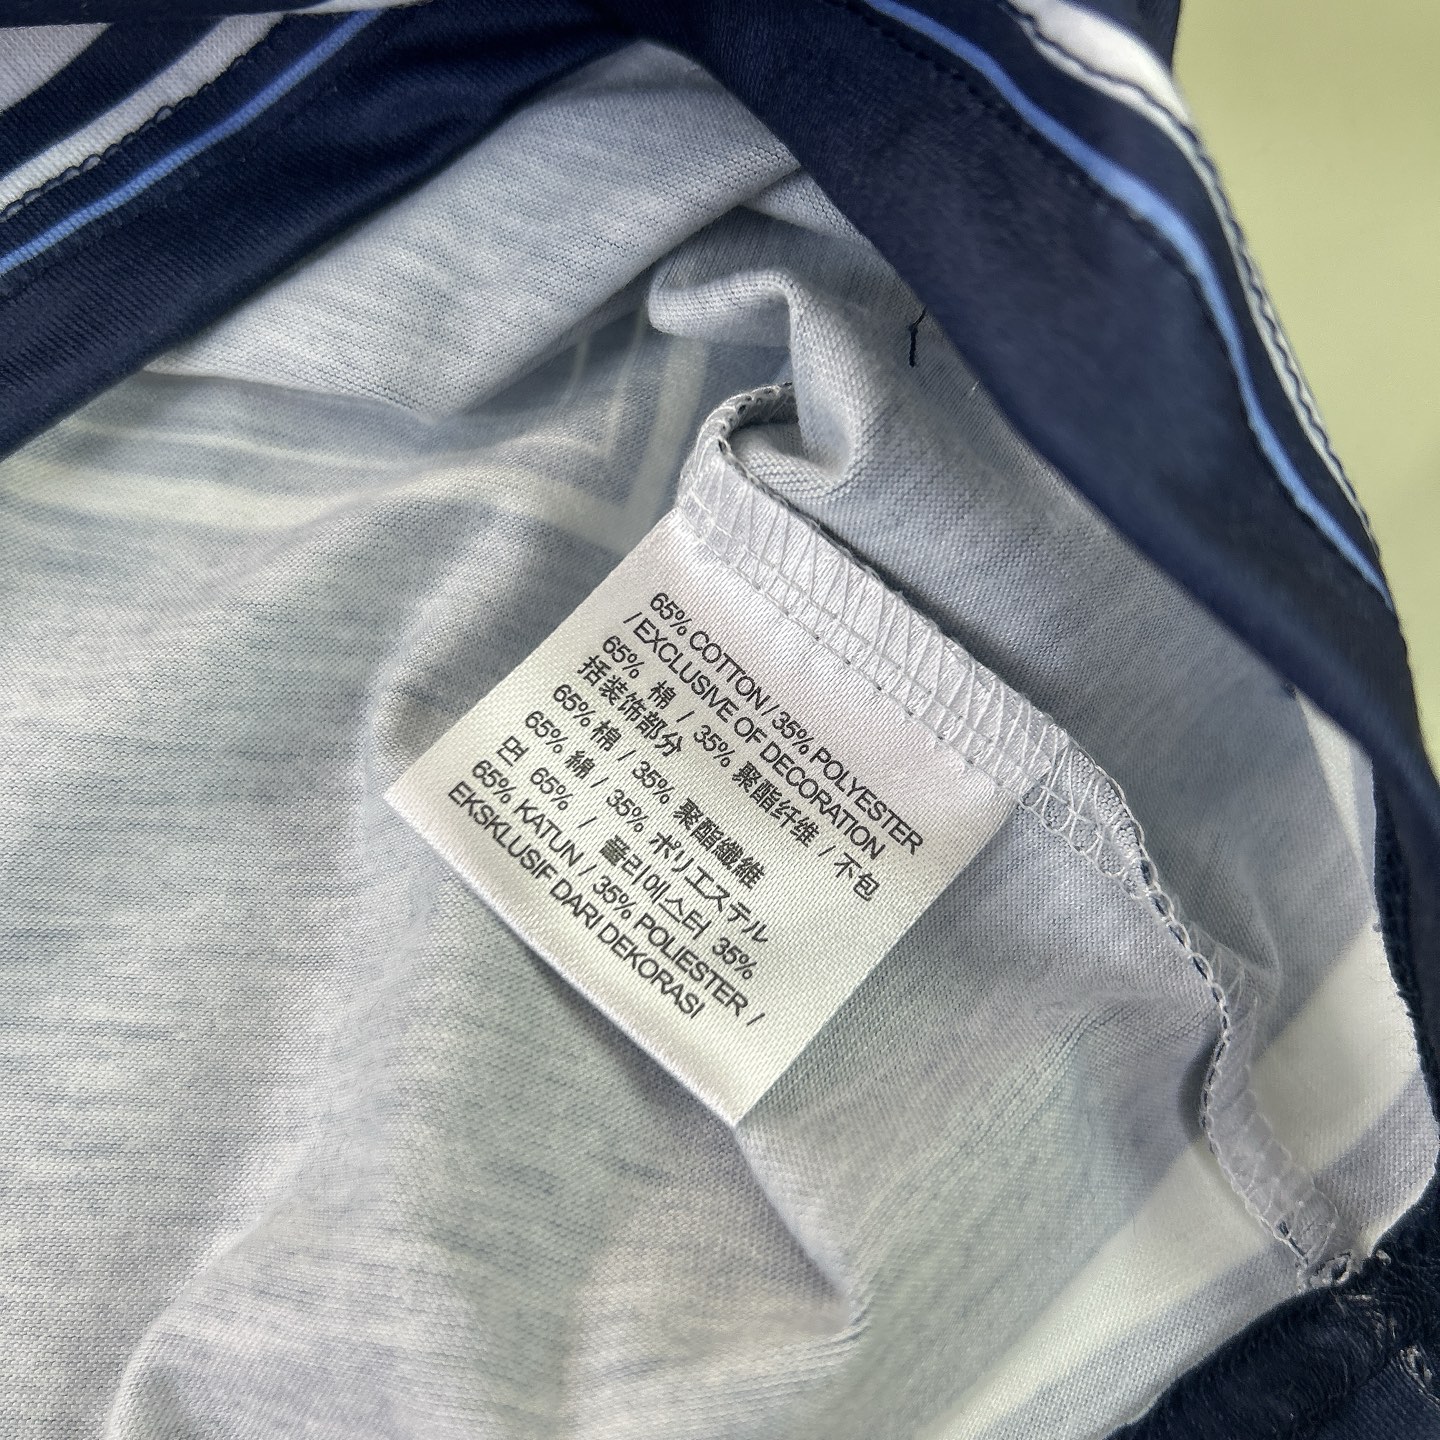 65% COTTON / 35% POLYESTER
/ EXCLUSIVE OF DECORATION
65% 棉 / 35% 聚酯纤维 / 不包
括装饰部分
65% 棉 / 35% 聚酯纖維
65% 綿 / 35% ポリエステル
면 65% / 폴리에스터 35%
65% KATUN / 35% POLIESTER /
EKSKLUSIF DARI DEKORASI